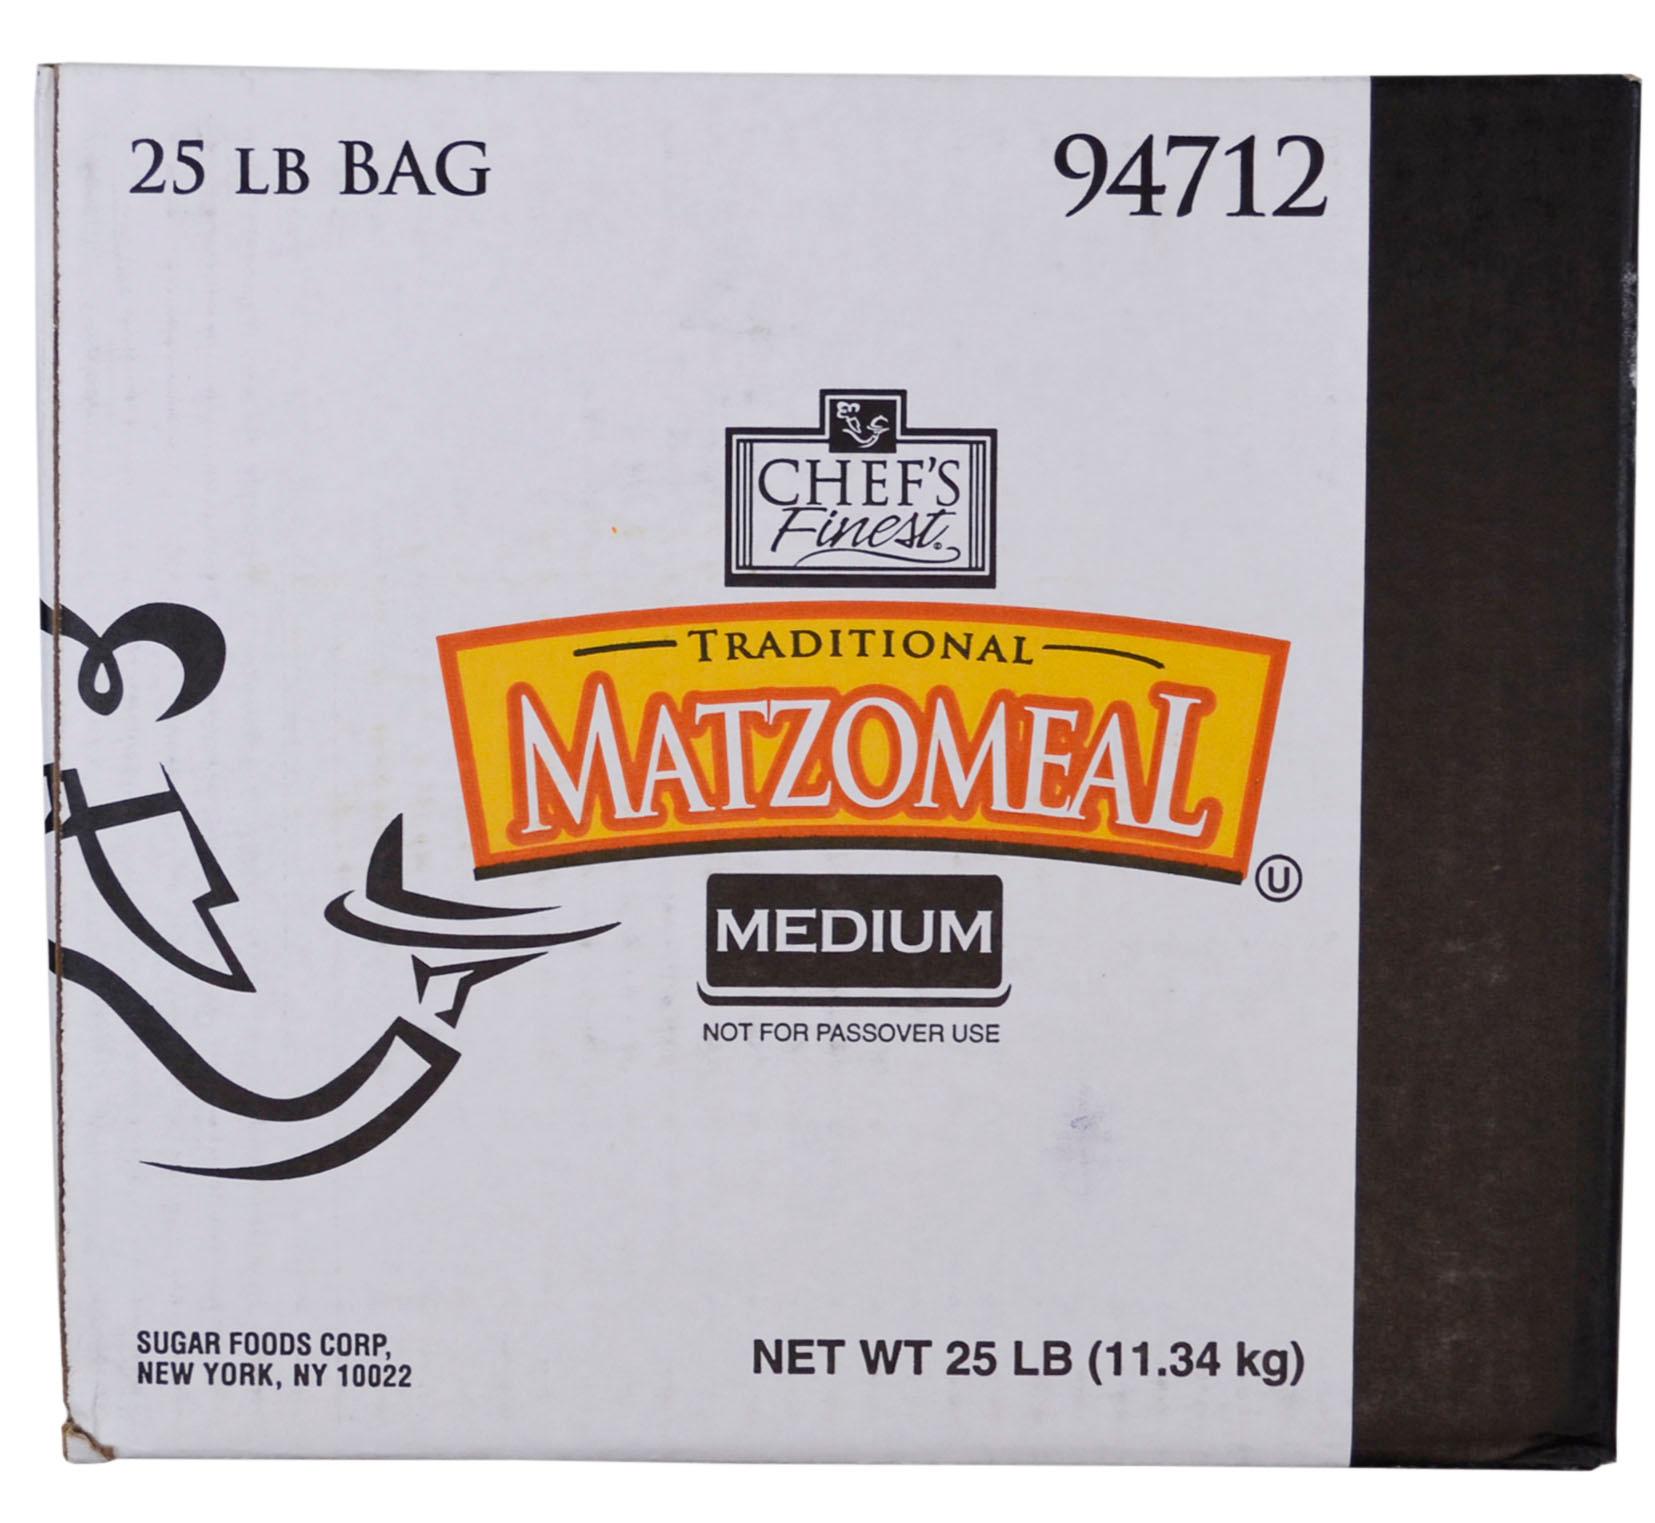 25 LB BAG
94712
CHEF'S
Finest®
TRADITIONAL
MATZOMEAL
U
MEDIUM
NOT FOR PASSOVER USE
SUGAR FOODS CORP,
NEW YORK, NY 10022
NET WT 25 LB (11.34 kg)